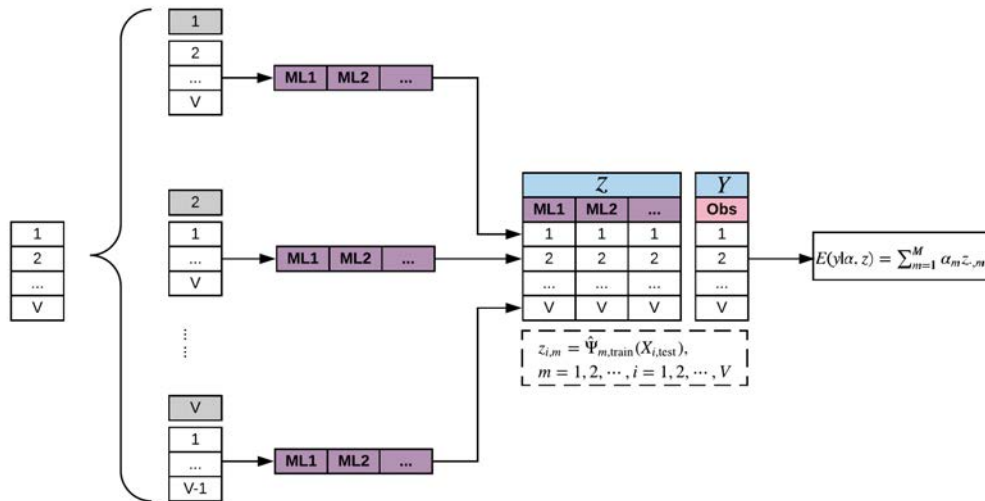 1
2
...
V
1
2
...
V
ML1 ML2 ...
2
1
...
V
ML1 ML2 ...
......
V
1
...
V-1
ML1 ML2 ...
Z Y
ML1 ML2 ... Obs
1 1 1 1
2 2 2 2
... ... ... ...
V V V V
z_{i,m} = \hat{Ψ}_{m,train}(X_{i,test}),
m = 1, 2, ⋯ , i = 1, 2, ⋯ , V
E(y|α, z) = ∑_{m=1}^{M} α_m z_{·,m}